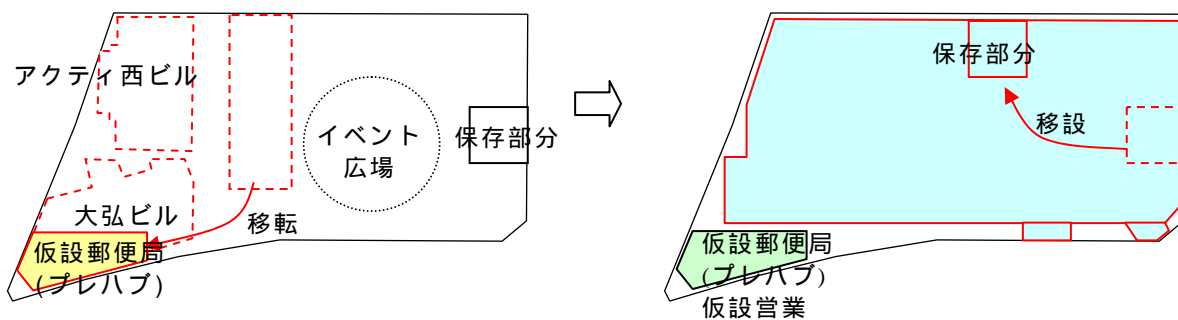 アクティ西ビル
イベント
広場
保存部分
大弘ビル
移転
仮設郵便局
(プレハブ)
保存部分
移設
仮設郵便局
(プレハブ)
仮設営業